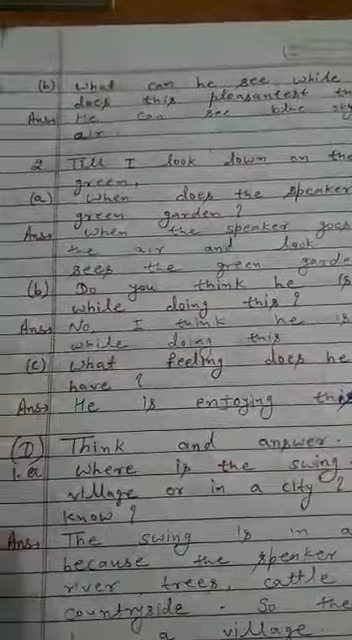 (b) What can he see while
does this pleasantest th
Ans. He can see blue sky
air.
2 Till I look down on the
green,
(a) When does the speaker
green garden?
Ans. When the speaker goes
the air and look
sees the green garde
(b) Do you think he is
while doing this?
Ans. No I think he is
while doing this
(c) What feeling does he
have?
Ans. He is enjoying this
(D) Think and answer.
1.a Where is the swing
village or in a city?
know?
Ans. The swing is in a
because the speaker
river trees, cattle
countryside. So the
a village.